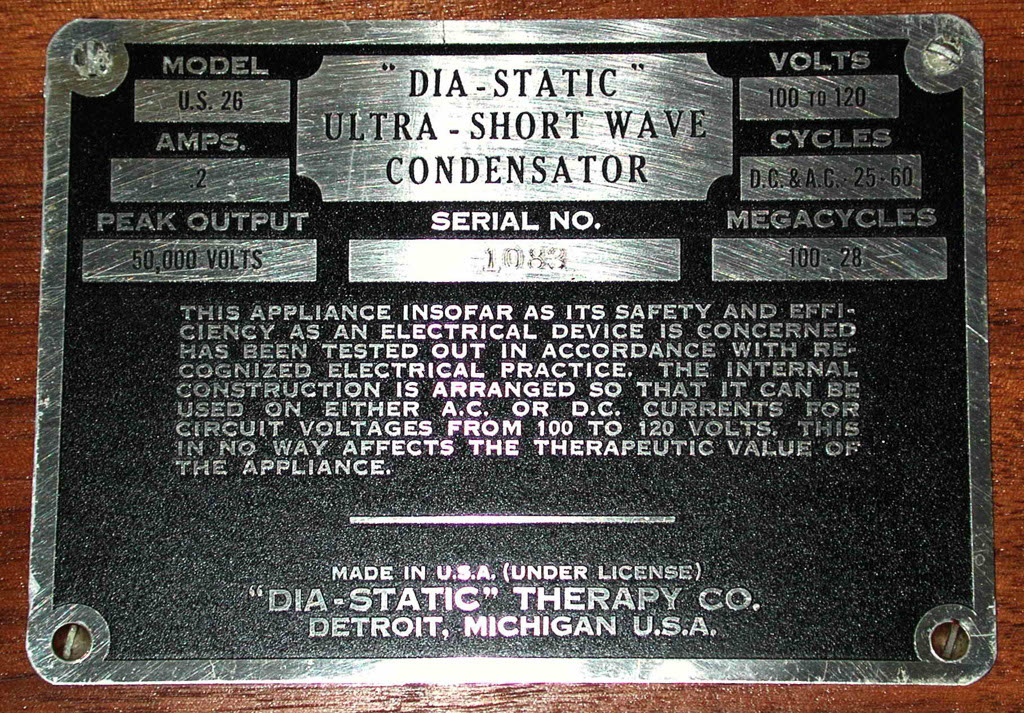 MODEL
U.S. 26
AMPS.
.2
PEAK OUTPUT
50,000 VOLTS
"DIA-STATIC"
ULTRA-SHORT WAVE
CONDENSATOR
SERIAL NO.
1083
VOLTS
100 TO 120
CYCLES
D.C. & A.C. - 25-60
MEGACYCLES
100-28
THIS APPLIANCE INSOFAR AS ITS SAFETY AND EFFI-
CIENCY AS AN ELECTRICAL DEVICE IS CONCERNED
HAS BEEN TESTED OUT IN ACCORDANCE WITH RE-
COGNIZED ELECTRICAL PRACTICE. THE INTERNAL
CONSTRUCTION IS ARRANGED SO THAT IT CAN BE
USED ON EITHER A.C. OR D.C. CURRENTS FOR
CIRCUIT VOLTAGES FROM 100 TO 120 VOLTS. THIS
IN NO WAY AFFECTS THE THERAPEUTIC VALUE OF
THE APPLIANCE.
MADE IN U.S.A. (UNDER LICENSE)
"DIA-STATIC" THERAPY CO.
DETROIT, MICHIGAN U.S.A.